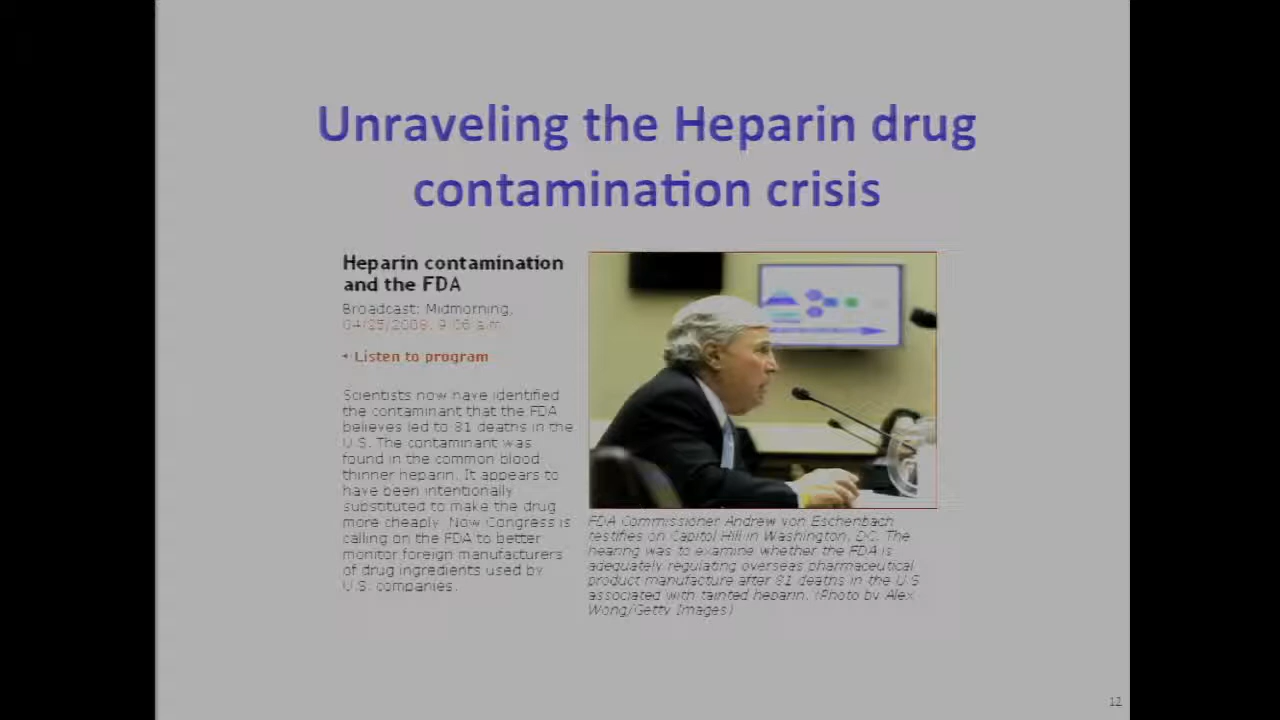 Unraveling the Heparin drug
contamination crisis
Heparin contamination
and the FDA
Broadcast: Midmorning,
04/25/2008, 9:06 a.m.
Listen to program
Scientists now have identified
the contaminant that the FDA
believes led to 81 deaths in the
U.S. The contaminant was
found in the common blood
thinner heparin. It appears to
have been intentionally
substituted to make the drug
more cheaply. Now Congress is
calling on the FDA to better
monitor foreign manufacturers
of drug ingredients used by
U.S. companies.
FDA Commissioner Andrew von Eschenbach
testifies on Capitol Hill in Washington, DC. The
hearing was to examine whether the FDA is
adequately regulating overseas pharmaceutical
product manufacture after 81 deaths in the U.S
associated with tainted heparin. (Photo by Alex
Wong/Getty Images)
12